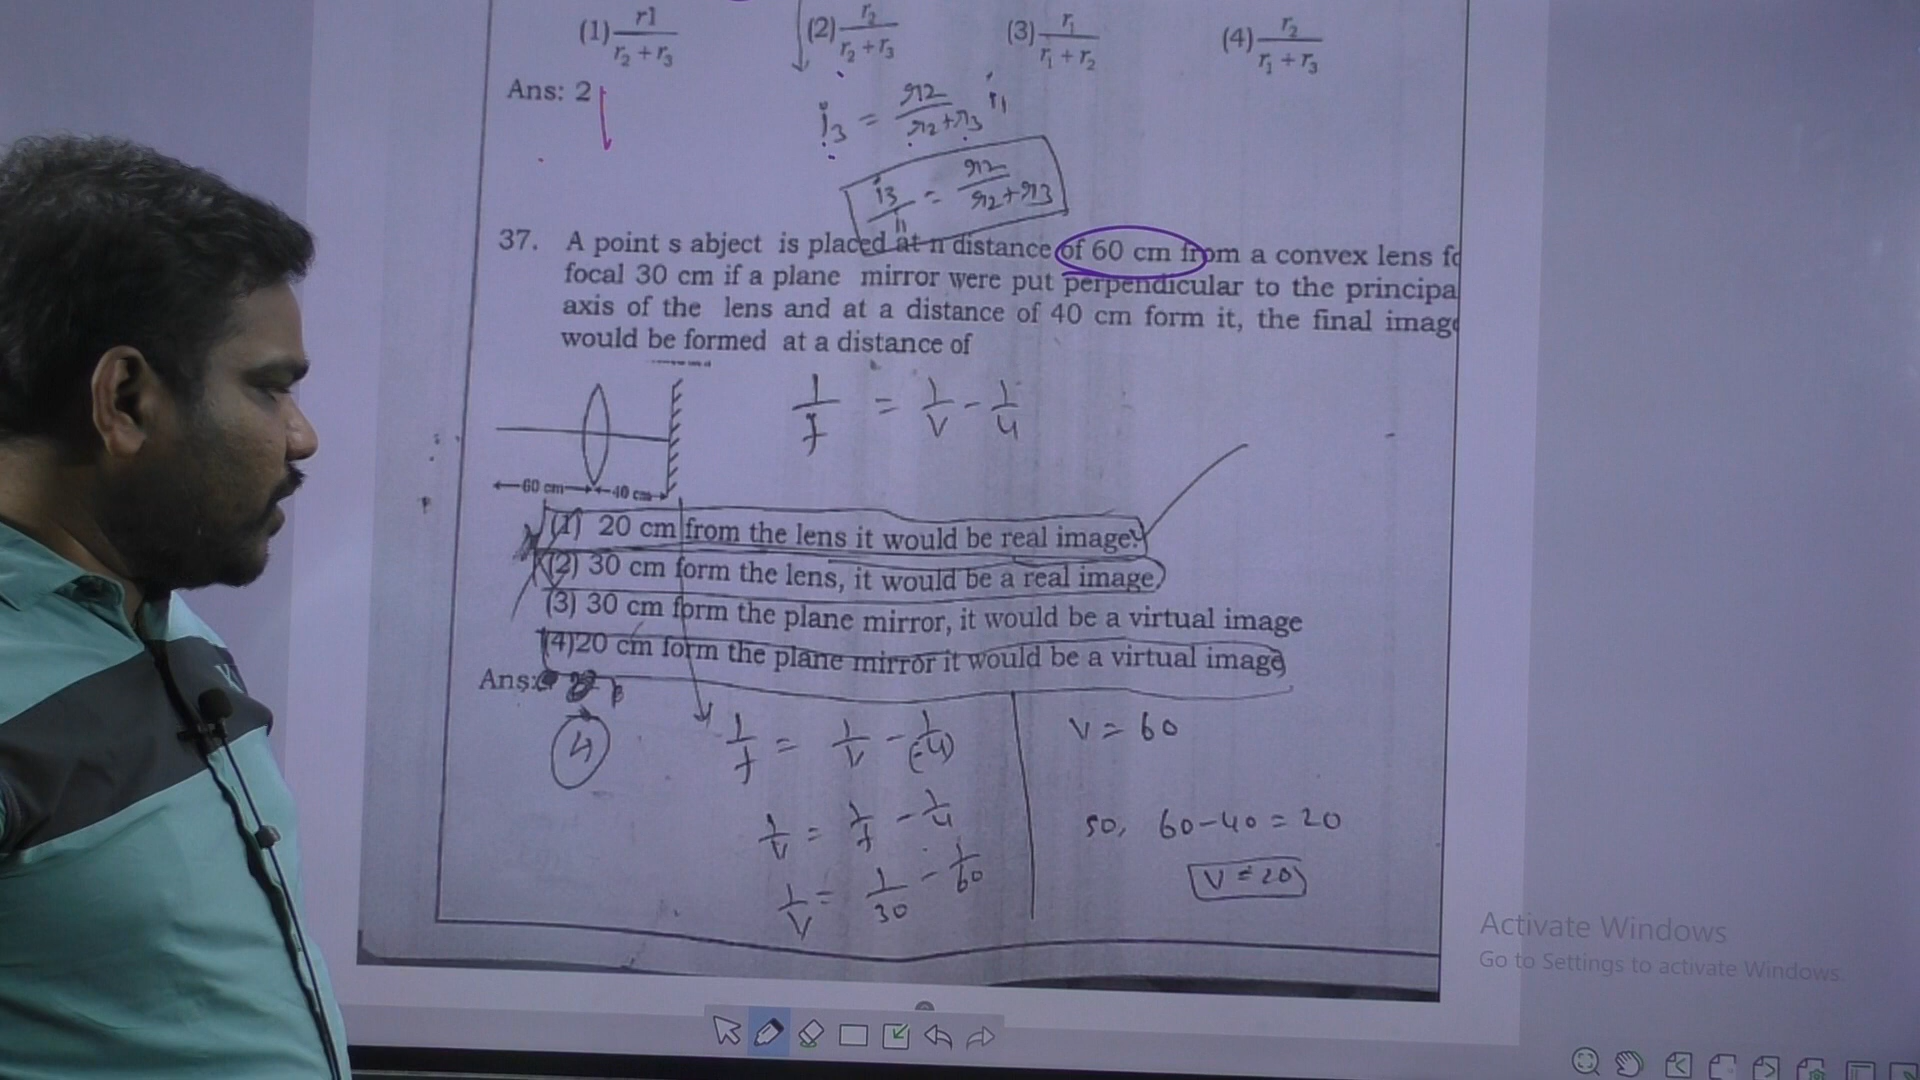 (1) r1/r₂+r₃ (2) r₂/r₂+r₃ (3) r₁/r₁+r₂ (4) r₂/r₁+r₃
Ans: 2
i₃ = r2/r2+r3 i₁
i3/i1 = r2/r2+r3
37. A point s abject is placed at n distance of 60 cm from a convex lens fo
focal 30 cm if a plane mirror were put perpendicular to the principa
axis of the lens and at a distance of 40 cm form it, the final image
would be formed at a distance of
1/f = 1/v - 1/u
60 cm 40 cm
(1) 20 cm from the lens it would be real image.
(2) 30 cm form the lens, it would be a real image
(3) 30 cm form the plane mirror, it would be a virtual image
(4)20 cm form the plane mirror it would be a virtual image
Ans:
4
1/f = 1/v - 1/(-u)
1/v = 1/f - 1/u
1/v = 1/30 - 1/60
v = 60
so, 60-40 = 20
v = 20
Activate Windows
Go to Settings to activate Windows.